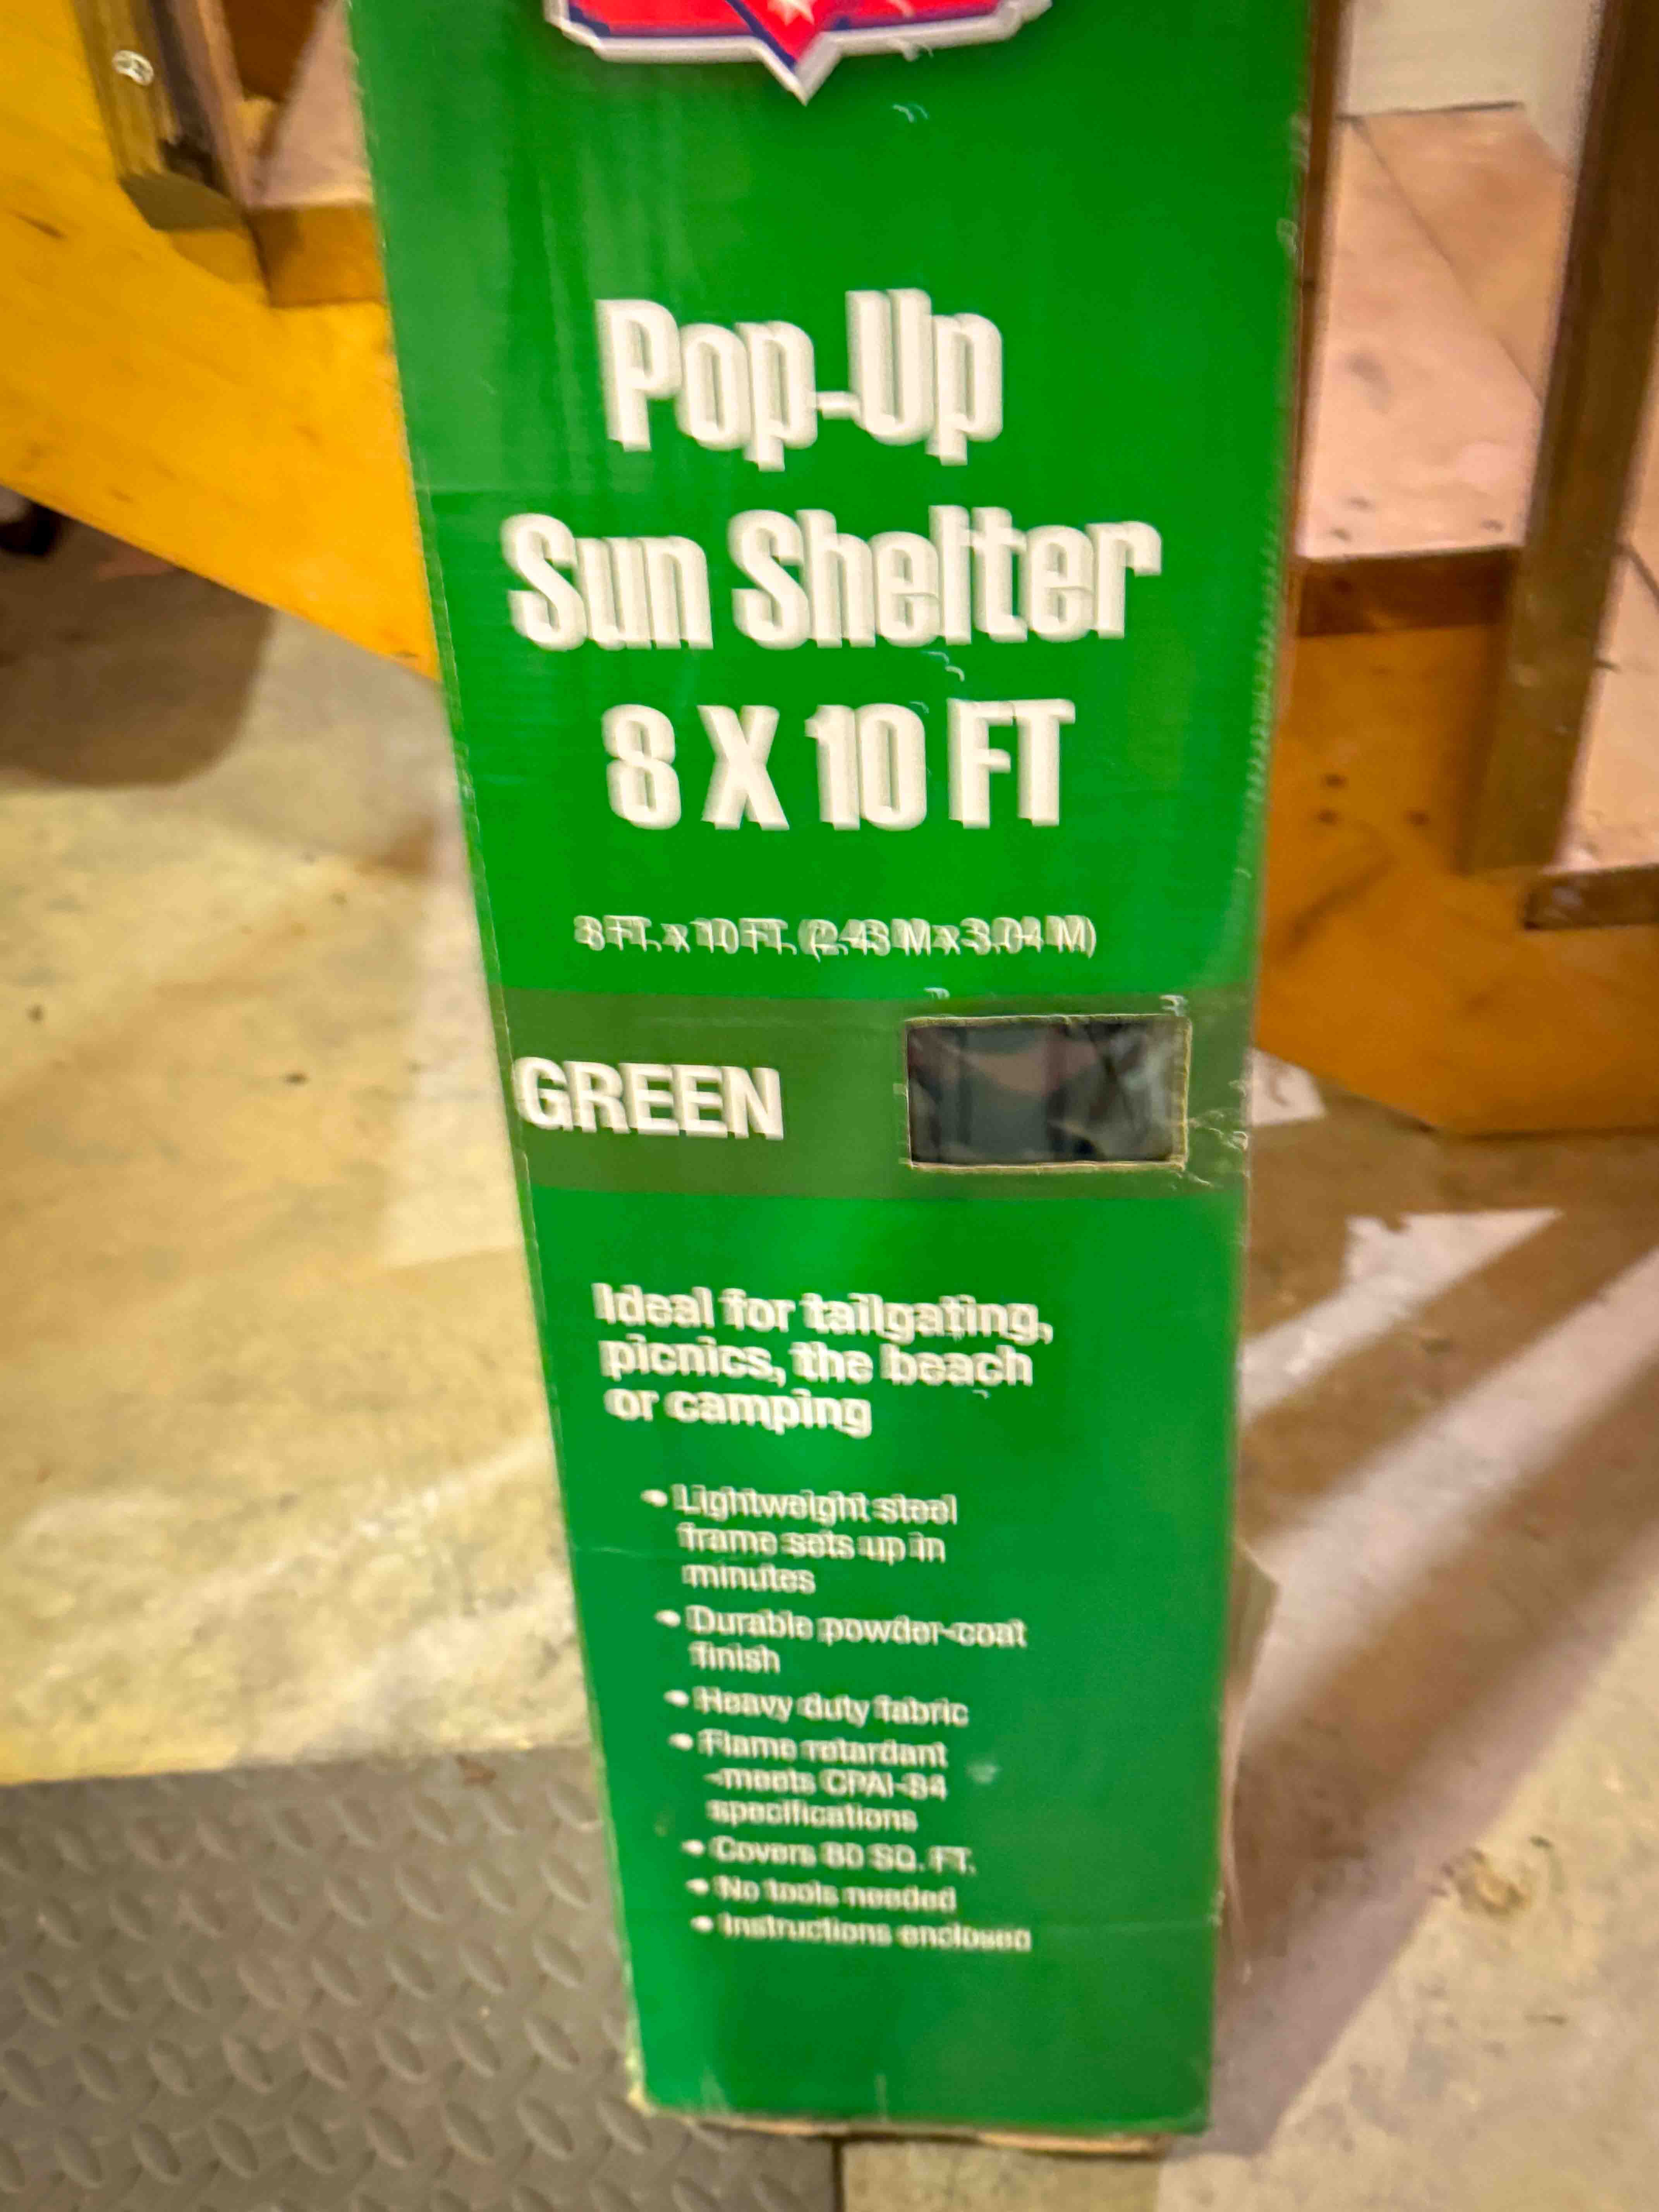 Pop-Up
Sun Shelter
8 X 10 FT
8 FT. x 10 FT. (2.43 M x 3.04 M)
GREEN
Ideal for tailgating,
picnics, the beach
or camping
• Lightweight steel
frame sets up in
minutes
• Durable powder-coat
finish
• Heavy duty fabric
• Flame retardant
-meets CPAI-84
specifications
• Covers 80 SQ. FT.
• No tools needed
• Instructions enclosed